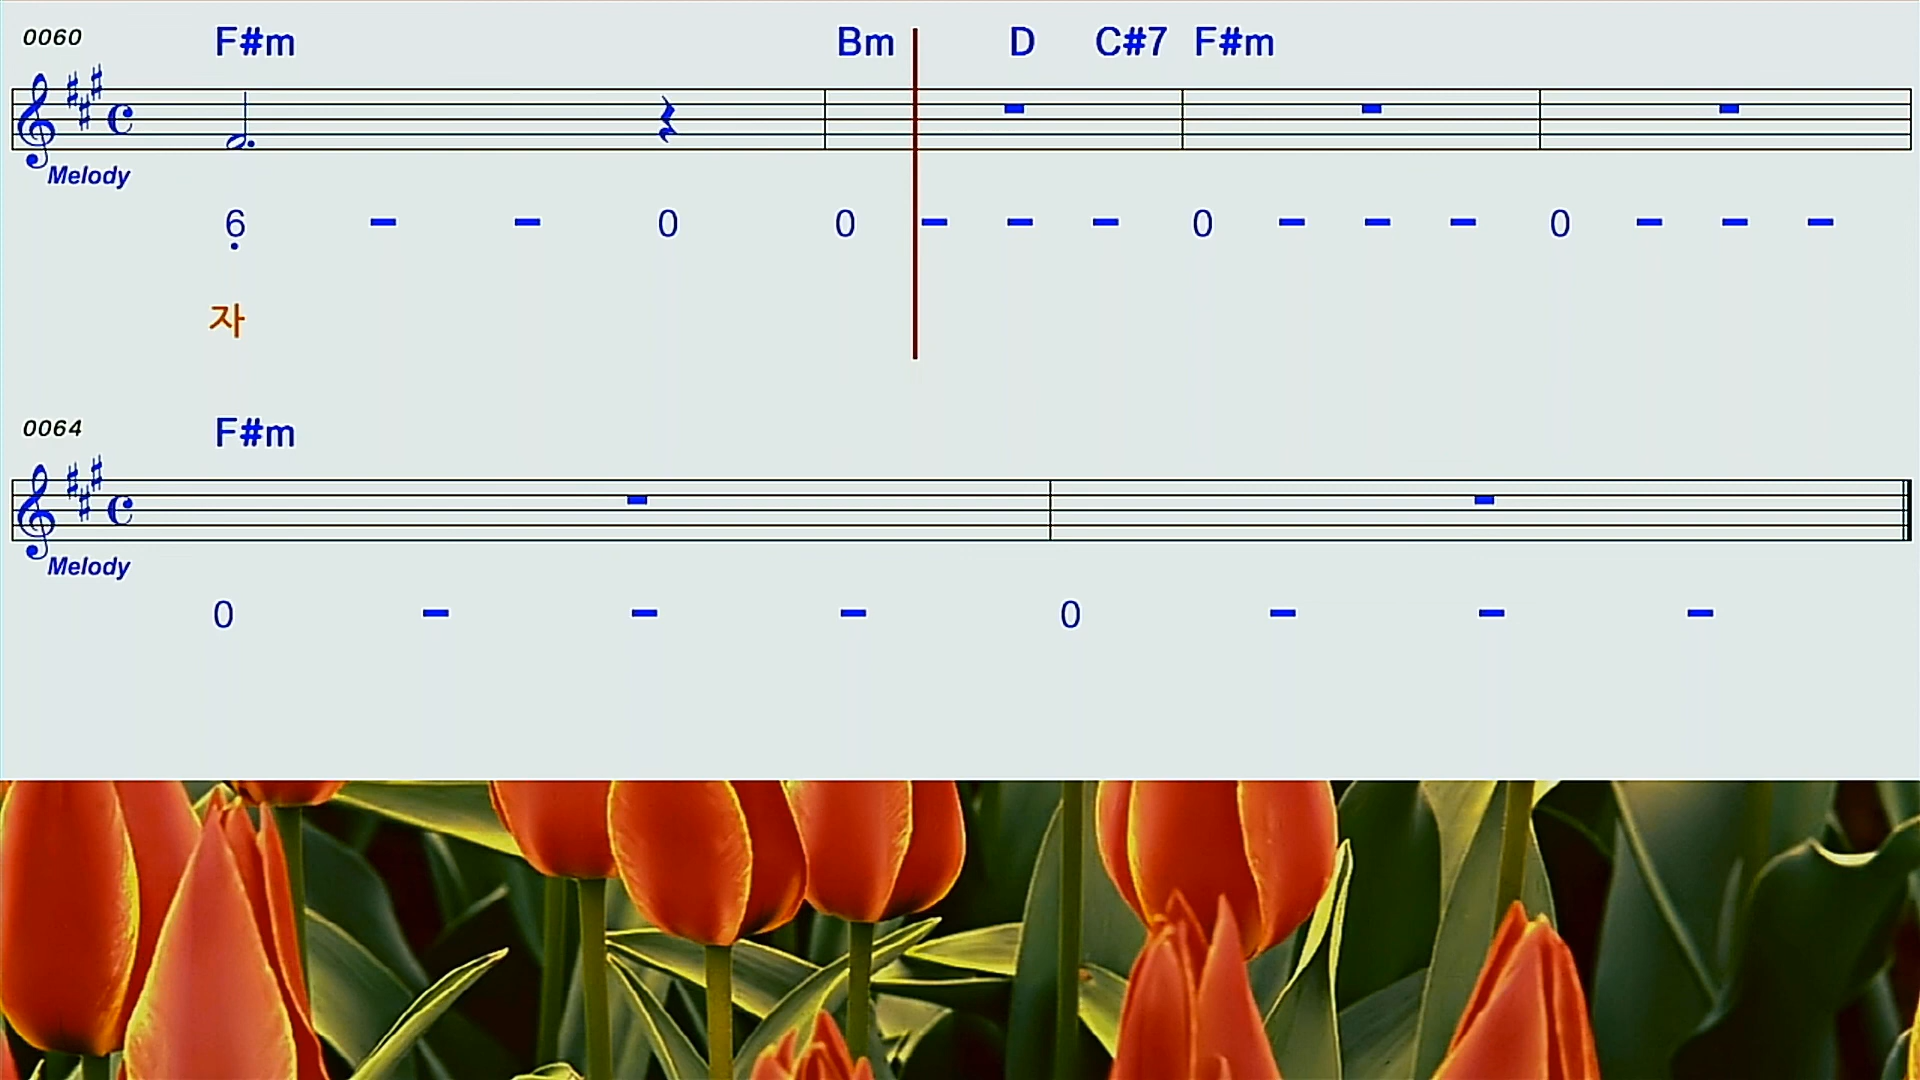 0060 F#m Bm D C#7 F#m
Melody
6 - - 0 0 - - - 0 - - - 0 - - -
자
0064 F#m
Melody
0 - - - 0 - - -